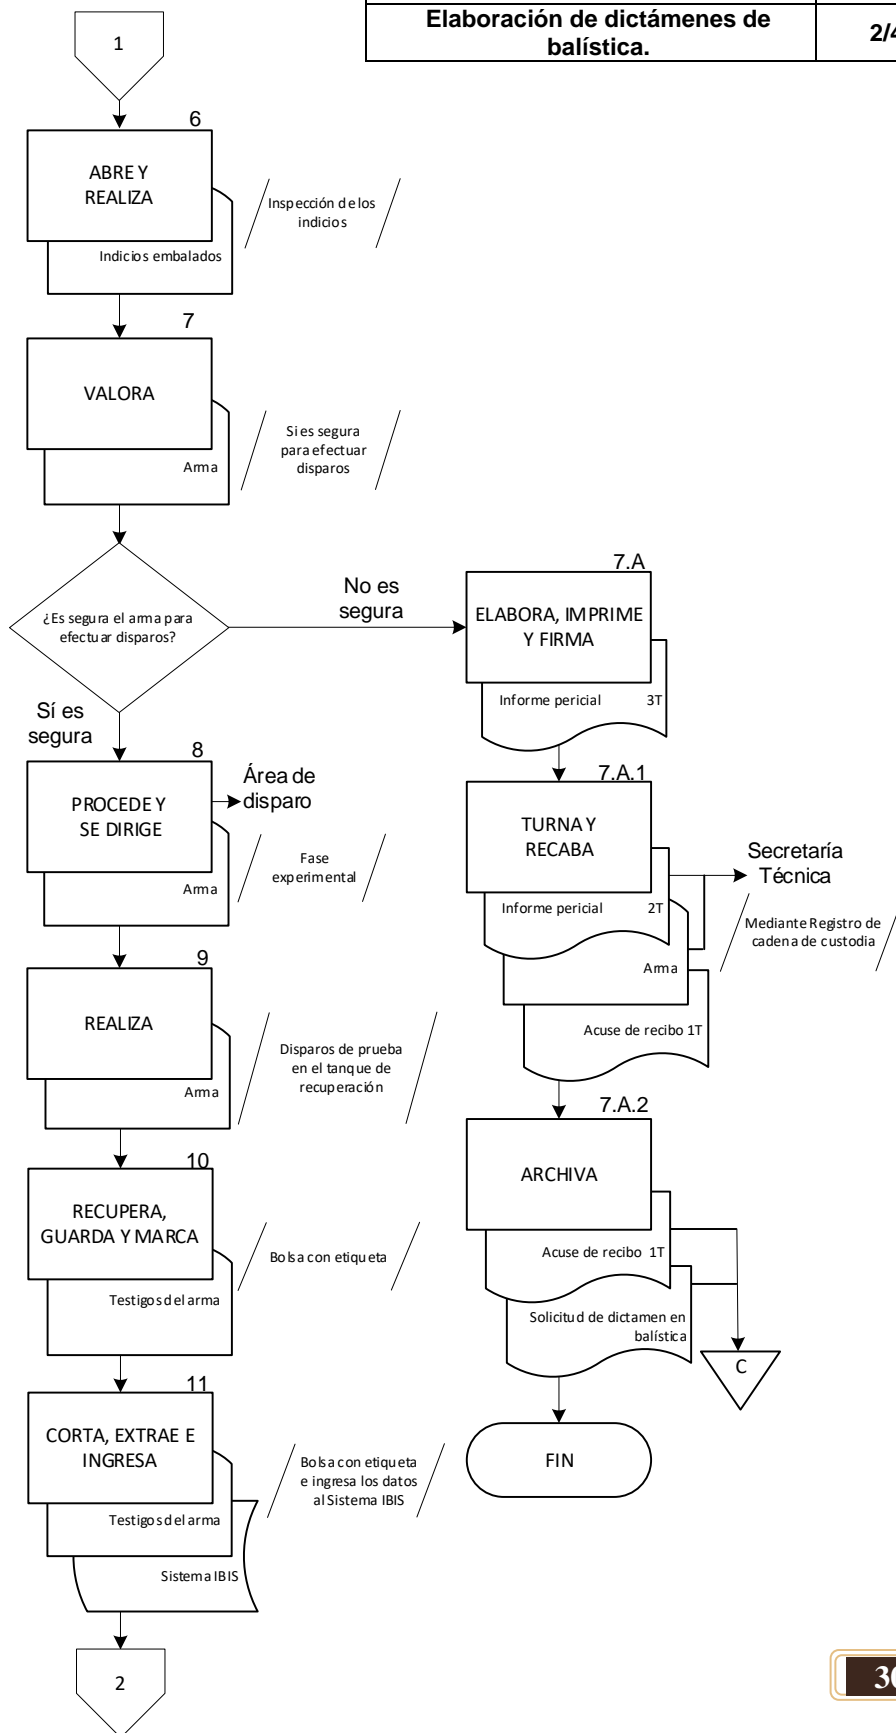 Elaboración de dictámenes de
balística.
2/4
1
6
ABRE Y
REALIZA
Indicios embalados
Inspección de los
indicios
7
VALORA
Arma
Si es segura
para efectuar
disparos
¿Es segura el arma para
efectuar disparos?
No es
segura
Sí es
segura
8
PROCEDE Y
SE DIRIGE
Área de
disparo
Arma
Fase
experimental
9
REALIZA
Arma
Disparos de prueba
en el tanque de
recuperación
10
RECUPERA,
GUARDA Y MARCA
Testigos del arma
Bolsa con etiqueta
11
CORTA, EXTRAE E
INGRESA
Testigos del arma
Sistema IBIS
Bolsa con etiqueta
e ingresa los datos
al Sistema IBIS
2
7.A
ELABORA, IMPRIME
Y FIRMA
Informe pericial 3T
7.A.1
TURNA Y
RECABA
Informe pericial 2T
Arma
Acuse de recibo 1T
Secretaría
Técnica
Mediante Registro de
cadena de custodia
7.A.2
ARCHIVA
Acuse de recibo 1T
Solicitud de dictamen en
balística
C
FIN